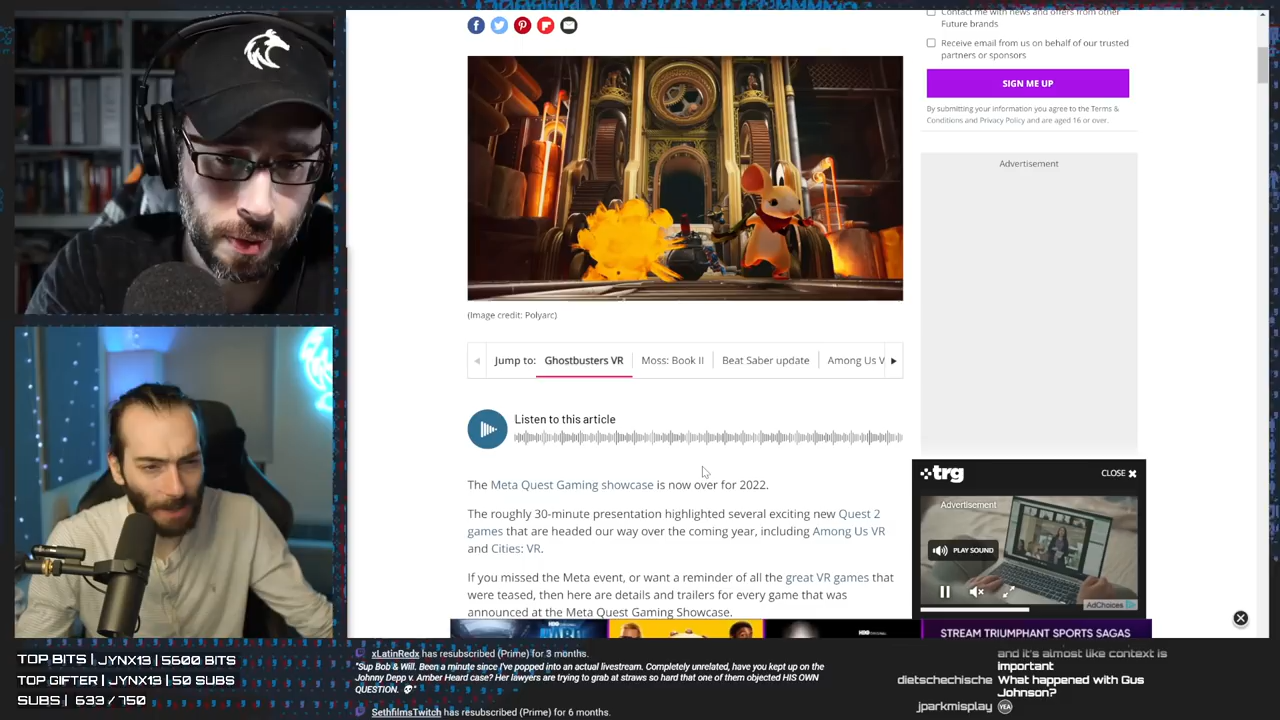 Contact me with news and offers from other
Future brands
Receive email from us on behalf of our trusted
partners or sponsors
SIGN ME UP
By submitting your information you agree to the Terms &
Conditions and Privacy Policy and are aged 16 or over.
Advertisement
(Image credit: Polyarc)
Jump to: Ghostbusters VR Moss: Book II Beat Saber update Among Us V
Listen to this article
The Meta Quest Gaming showcase is now over for 2022.
The roughly 30-minute presentation highlighted several exciting new Quest 2
games that are headed our way over the coming year, including Among Us VR
and Cities: VR.
If you missed the Meta event, or want a reminder of all the great VR games that
were teased, then here are details and trailers for every game that was
announced at the Meta Quest Gaming Showcase.
trg
CLOSE
Advertisement
PLAY SOUND
AdChoices
STREAM TRIUMPHANT SPORTS SAGAS
TOP BITS | JYNX13 | 5600 BITS
TOP GIFTER | JYNX13 | 50 SUBS
SUBS | 633 / 750
xLatinRedx has resubscribed (Prime) for 3 months.
"Sup Bob & Will. Been a minute since I've popped into an actual livestream. Completely unrelated, have you kept up on the
Johnny Depp v. Amber Heard case? Her lawyers are trying to grab at straws so hard that one of them objected HIS OWN
QUESTION. 💀"
SethfilmsTwitch has resubscribed (Prime) for 6 months.
and it's almost like context is
important
dietschechische What happened with Gus
Johnson?
jparkmisplay YEA